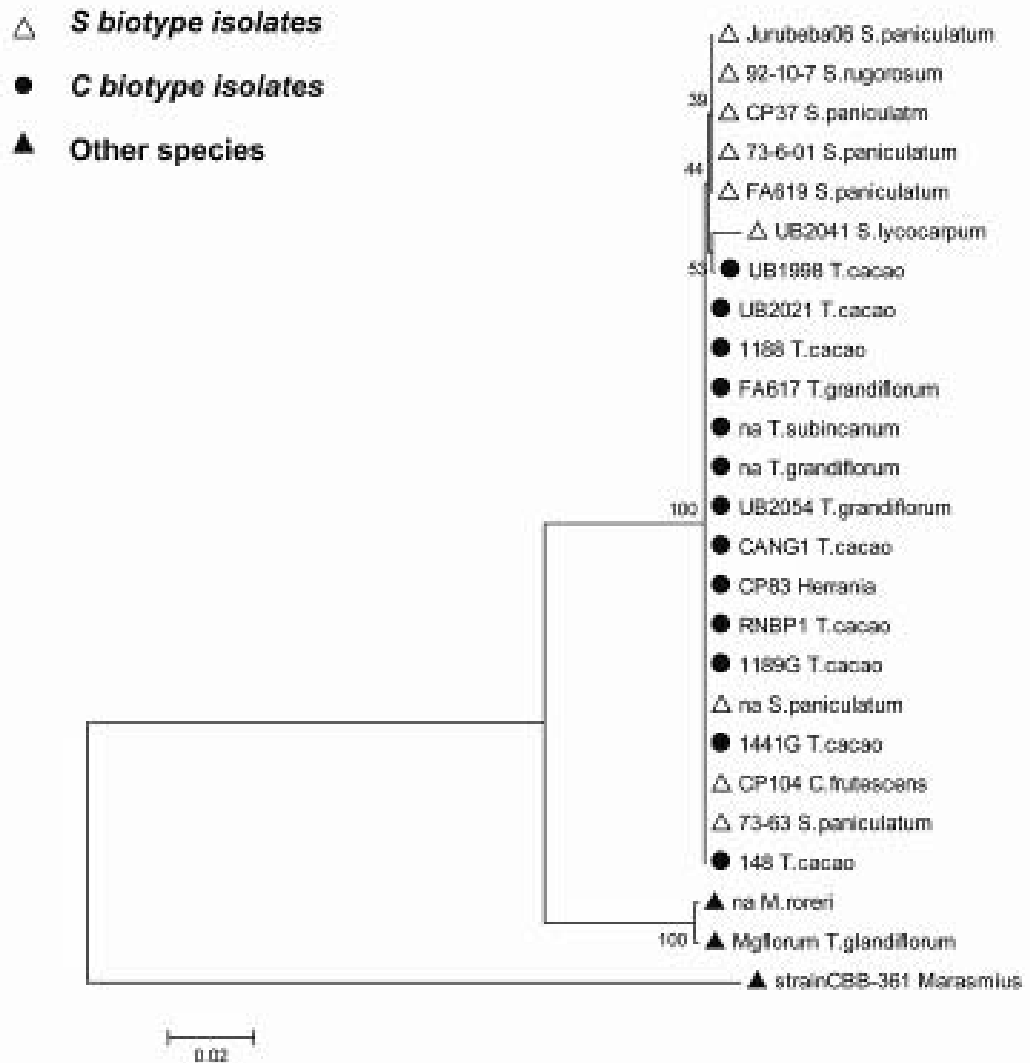 S biotype isolates
C biotype isolates
Other species
Jurubeba06 S.paniculatum
92-10-7 S.rugorosum
39
CP37 S.paniculatm
73-6-01 S.paniculatum
44
FA619 S.paniculatum
UB2041 S.lycocarpum
53
UB1998 T.cacao
UB2021 T.cacao
1188 T.cacao
FA617 T.grandiflorum
na T.subincanum
na T.grandiflorum
100
UB2054 T.grandiflorum
CANG1 T.cacao
CP83 Herrania
RNBP1 T.cacao
1189G T.cacao
na S.paniculatum
1441G T.cacao
CP104 C.frutescens
73-63 S.paniculatum
148 T.cacao
na M.roreri
100
Mgflorum T.glandiflorum
strainCBB-361 Marasmius
0.02